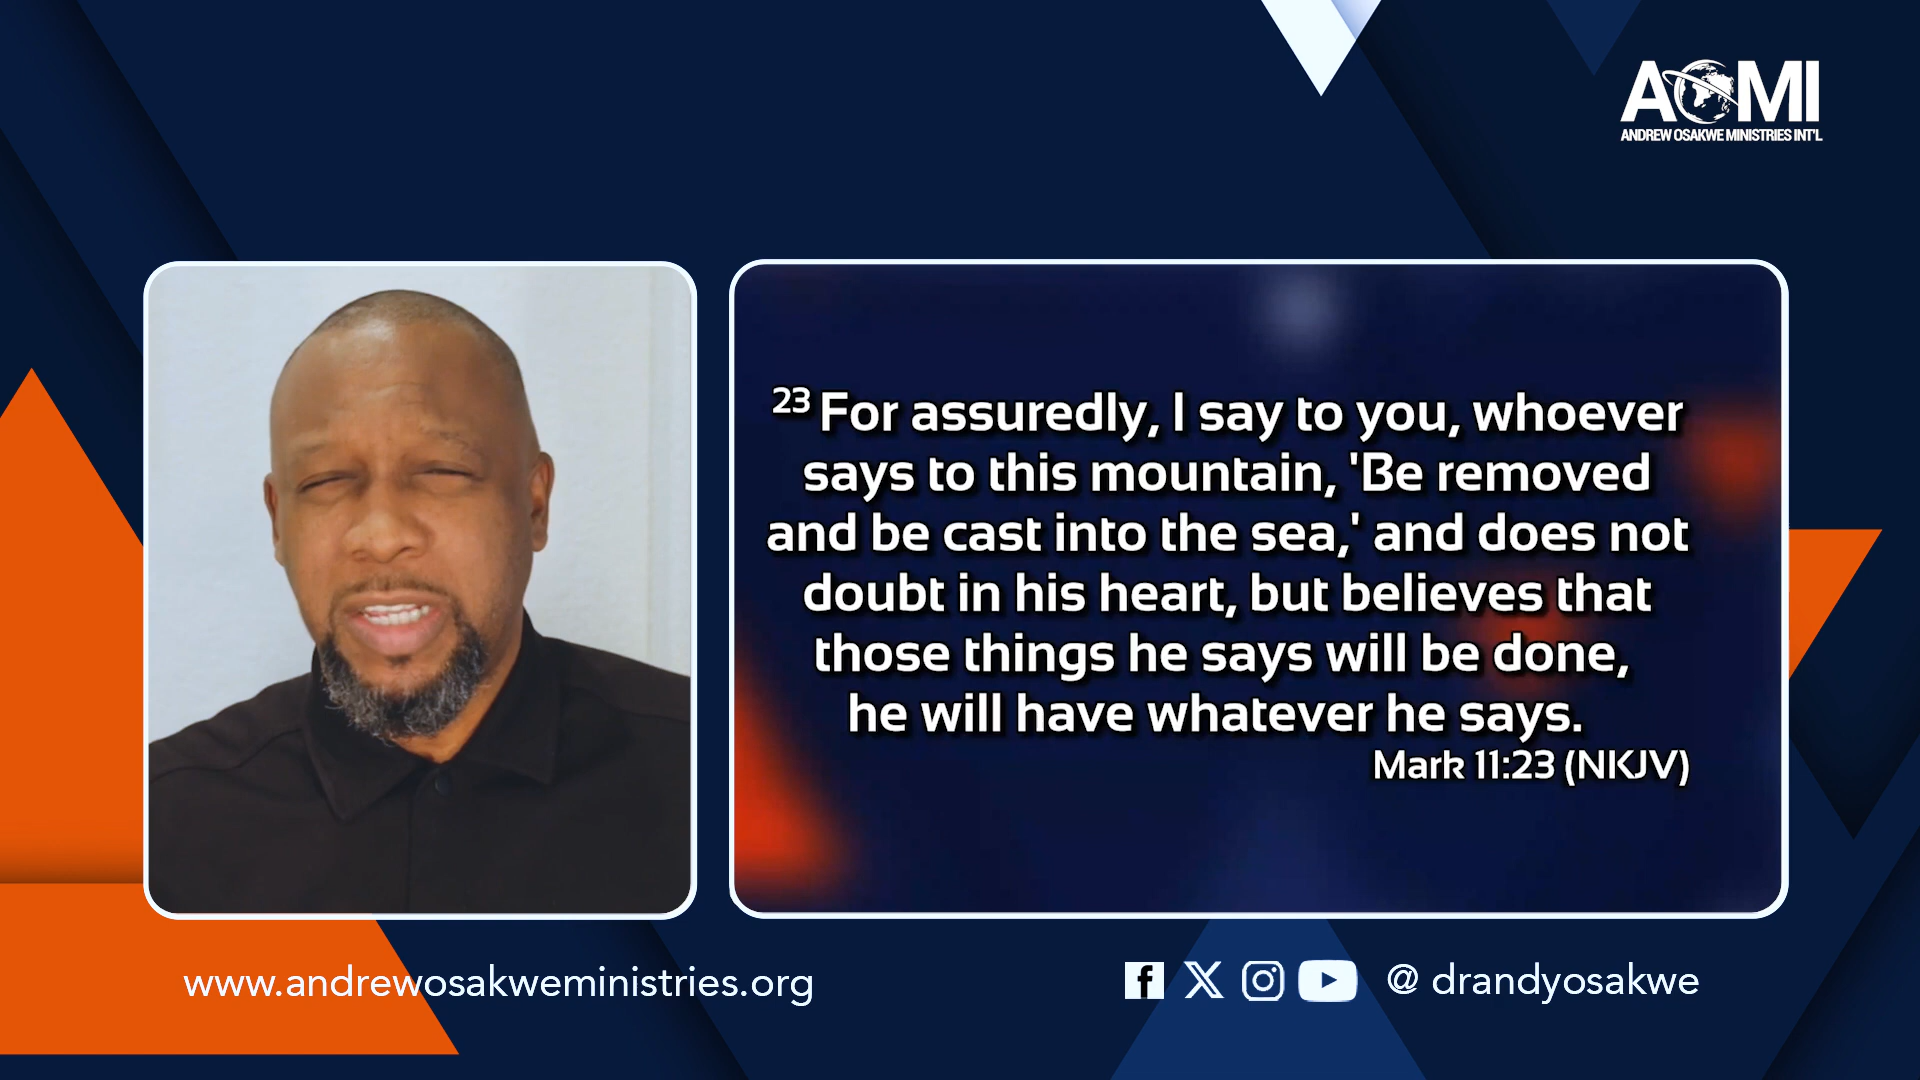 AOMI
ANDREW OSAKWE MINISTRIES INT'L
23 For assuredly, I say to you, whoever
says to this mountain, 'Be removed
and be cast into the sea,' and does not
doubt in his heart, but believes that
those things he says will be done,
he will have whatever he says.
Mark 11:23 (NKJV)
www.andrewosakweministries.org
@ drandyosakwe